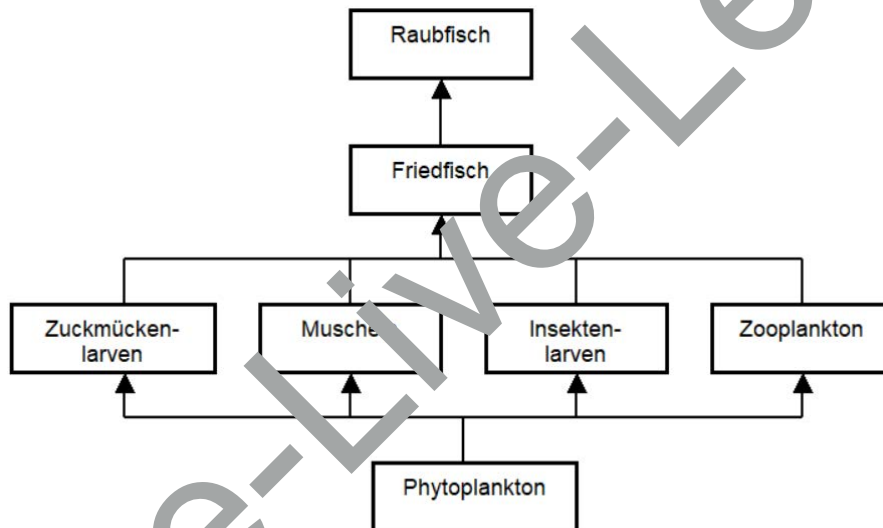 Raubfisch
Friedfisch
Zuckmücken-
larven
Insekten-
larven
Zooplankton
Phytoplankton